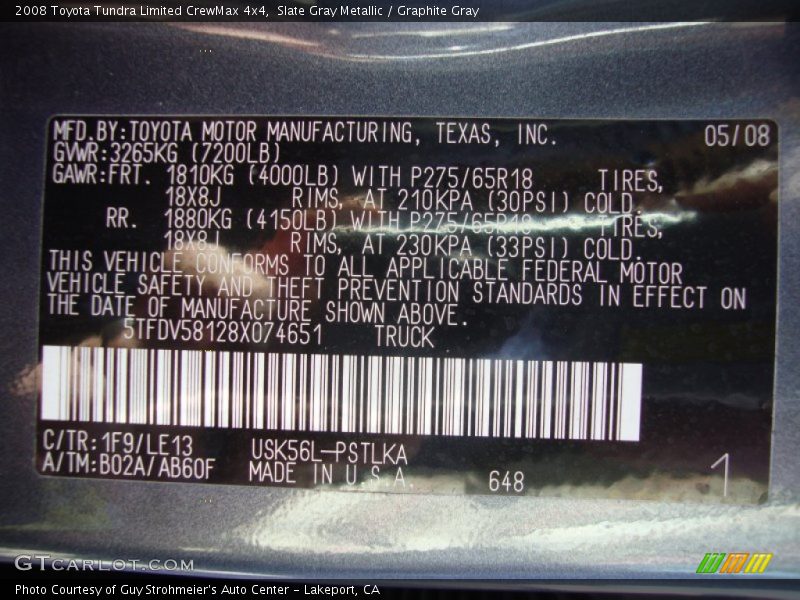 2008 Toyota Tundra Limited CrewMax 4x4, Slate Gray Metallic / Graphite Gray
MFD.BY:TOYOTA MOTOR MANUFACTURING, TEXAS, INC. 05/08
GVWR:3265KG (7200LB)
GAWR:FRT. 1810KG (4000LB) WITH P275/65R18 TIRES,
18X8J RIMS, AT 210KPA (30PSI) COLD.
RR. 1880KG (4150LB) WITH P275/65R18 TIRES,
18X8J RIMS, AT 230KPA (33PSI) COLD.
THIS VEHICLE CONFORMS TO ALL APPLICABLE FEDERAL MOTOR
VEHICLE SAFETY AND THEFT PREVENTION STANDARDS IN EFFECT ON
THE DATE OF MANUFACTURE SHOWN ABOVE.
5TFDV58128X074651 TRUCK
C/TR:1F9/LE13 USK56L-PSTLKA
A/TM:B02A/AB60F MADE IN U.S.A. 648 1
GTCARLOT.COM
Photo Courtesy of Guy Strohmeier's Auto Center - Lakeport, CA